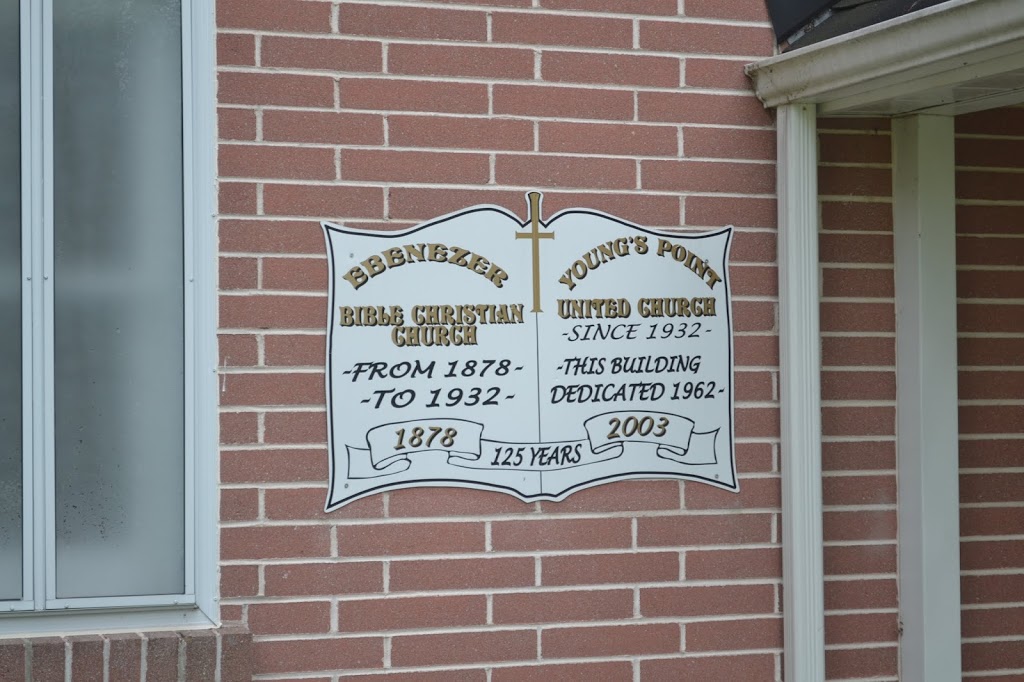 EBENEZER
BIBLE CHRISTIAN
CHURCH
-FROM 1878-
-TO 1932-
YOUNG'S POINT
UNITED CHURCH
-SINCE 1932-
-THIS BUILDING
DEDICATED 1962-
1878
125 YEARS
2003